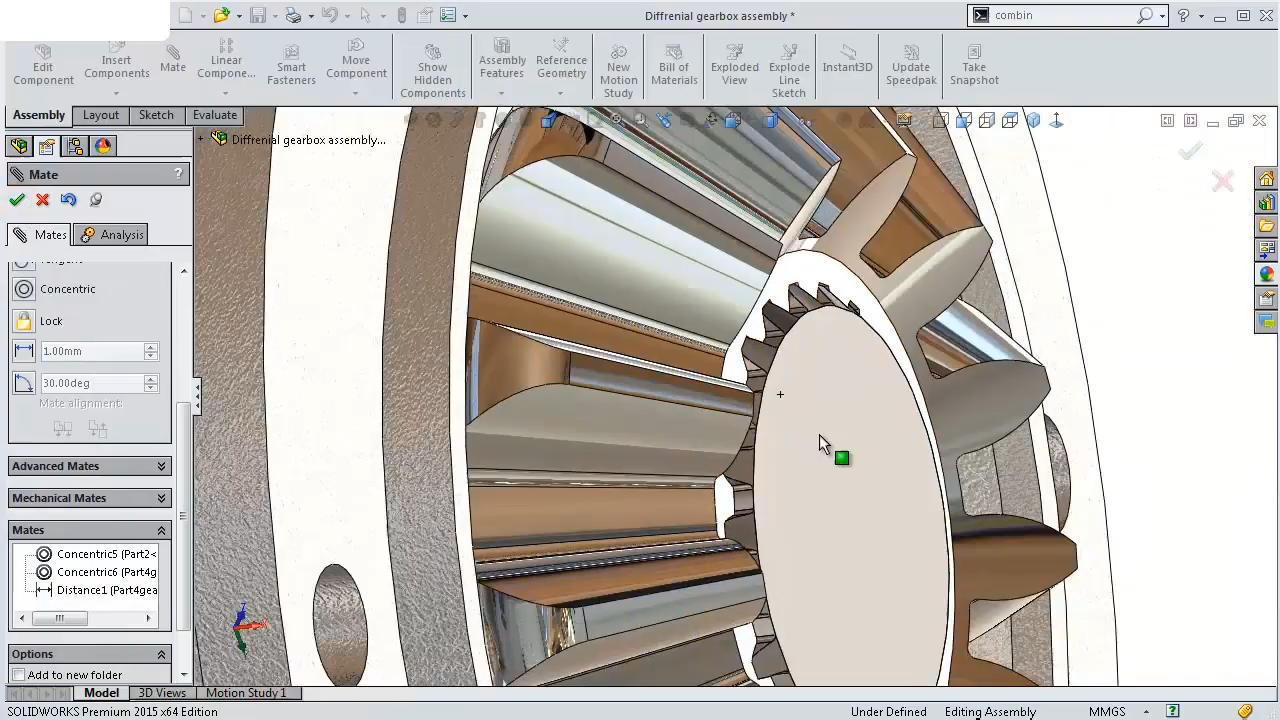 Diffrenial gearbox assembly *
combin
Edit Component
Insert Components
Mate
Linear Compone...
Smart Fasteners
Move Component
Show Hidden Components
Assembly Features
Reference Geometry
New Motion Study
Bill of Materials
Exploded View
Explode Line Sketch
Instant3D
Update Speedpak
Take Snapshot
Assembly
Layout
Sketch
Evaluate
Diffrenial gearbox assembly...
Mate
?
Mates
Analysis
Concentric
Lock
1.00mm
30.00deg
Mate alignment:
Advanced Mates
Mechanical Mates
Mates
Concentric5 (Part2<
Concentric6 (Part4g
Distance1 (Part4gea
Options
Add to new folder
Model
3D Views
Motion Study 1
SOLIDWORKS Premium 2015 x64 Edition
Under Defined
Editing Assembly
MMGS